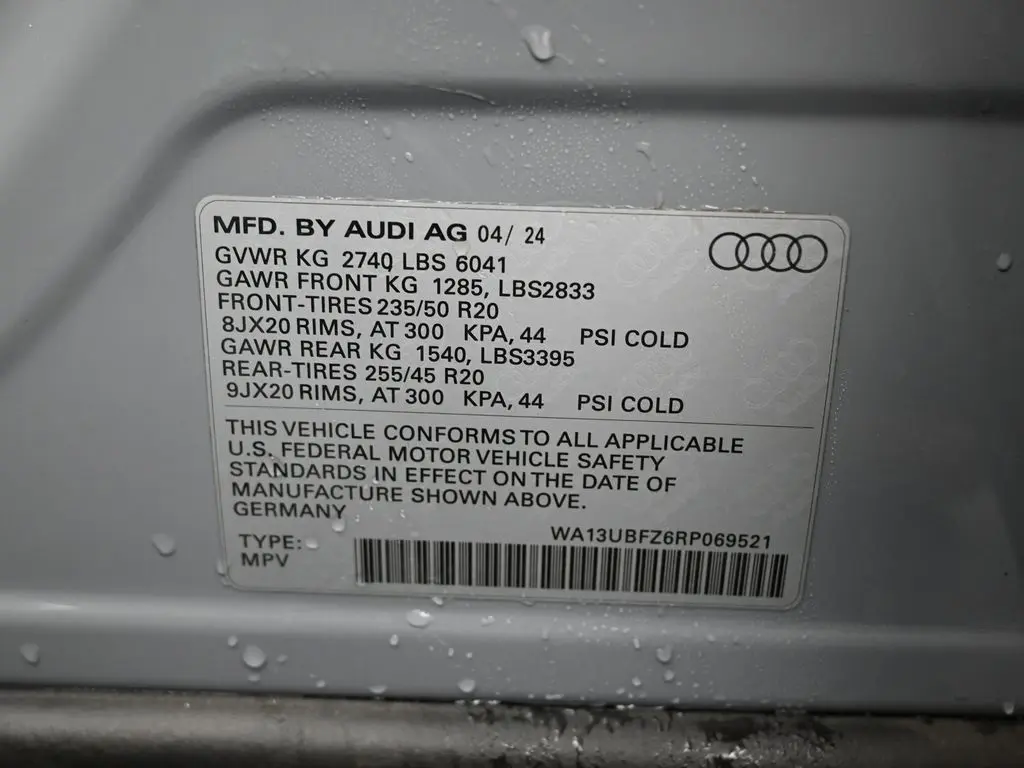 MFD. BY AUDI AG 04/ 24
GVWR KG 2740 LBS 6041
GAWR FRONT KG 1285, LBS2833
FRONT-TIRES 235/50 R20
8JX20 RIMS, AT 300 KPA, 44 PSI COLD
GAWR REAR KG 1540, LBS3395
REAR-TIRES 255/45 R20
9JX20 RIMS, AT 300 KPA, 44 PSI COLD
THIS VEHICLE CONFORMS TO ALL APPLICABLE
U.S. FEDERAL MOTOR VEHICLE SAFETY
STANDARDS IN EFFECT ON THE DATE OF
MANUFACTURE SHOWN ABOVE.
GERMANY
WA13UBFZ6RP069521
TYPE:
MPV